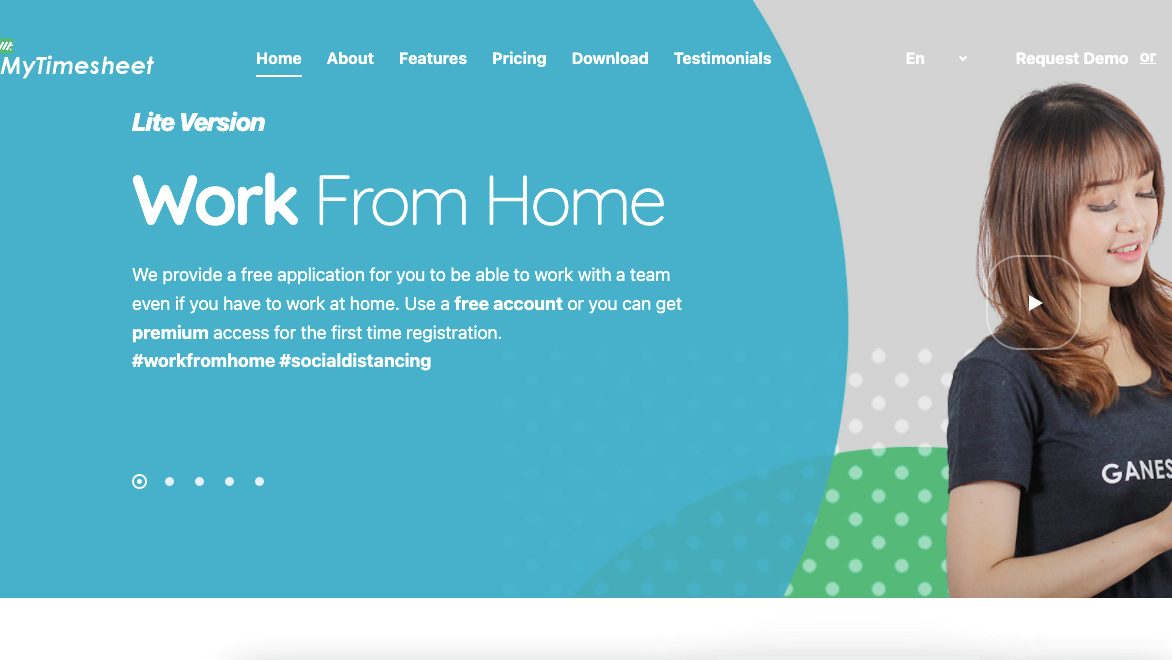 MyTimesheet
Home About Features Pricing Download Testimonials En Request Demo or
Lite Version
Work From Home
We provide a free application for you to be able to work with a team
even if you have to work at home. Use a free account or you can get
premium access for the first time registration.
#workfromhome #socialdistancing
GANES